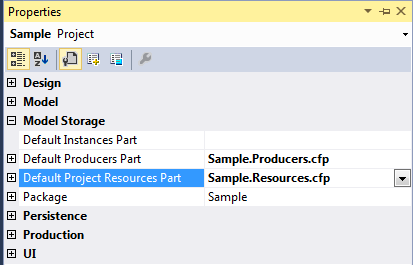 Properties
Sample Project
Design
Model
Model Storage
Default Instances Part
Default Producers Part Sample.Producers.cfp
Default Project Resources Part Sample.Resources.cfp
Package Sample
Persistence
Production
UI